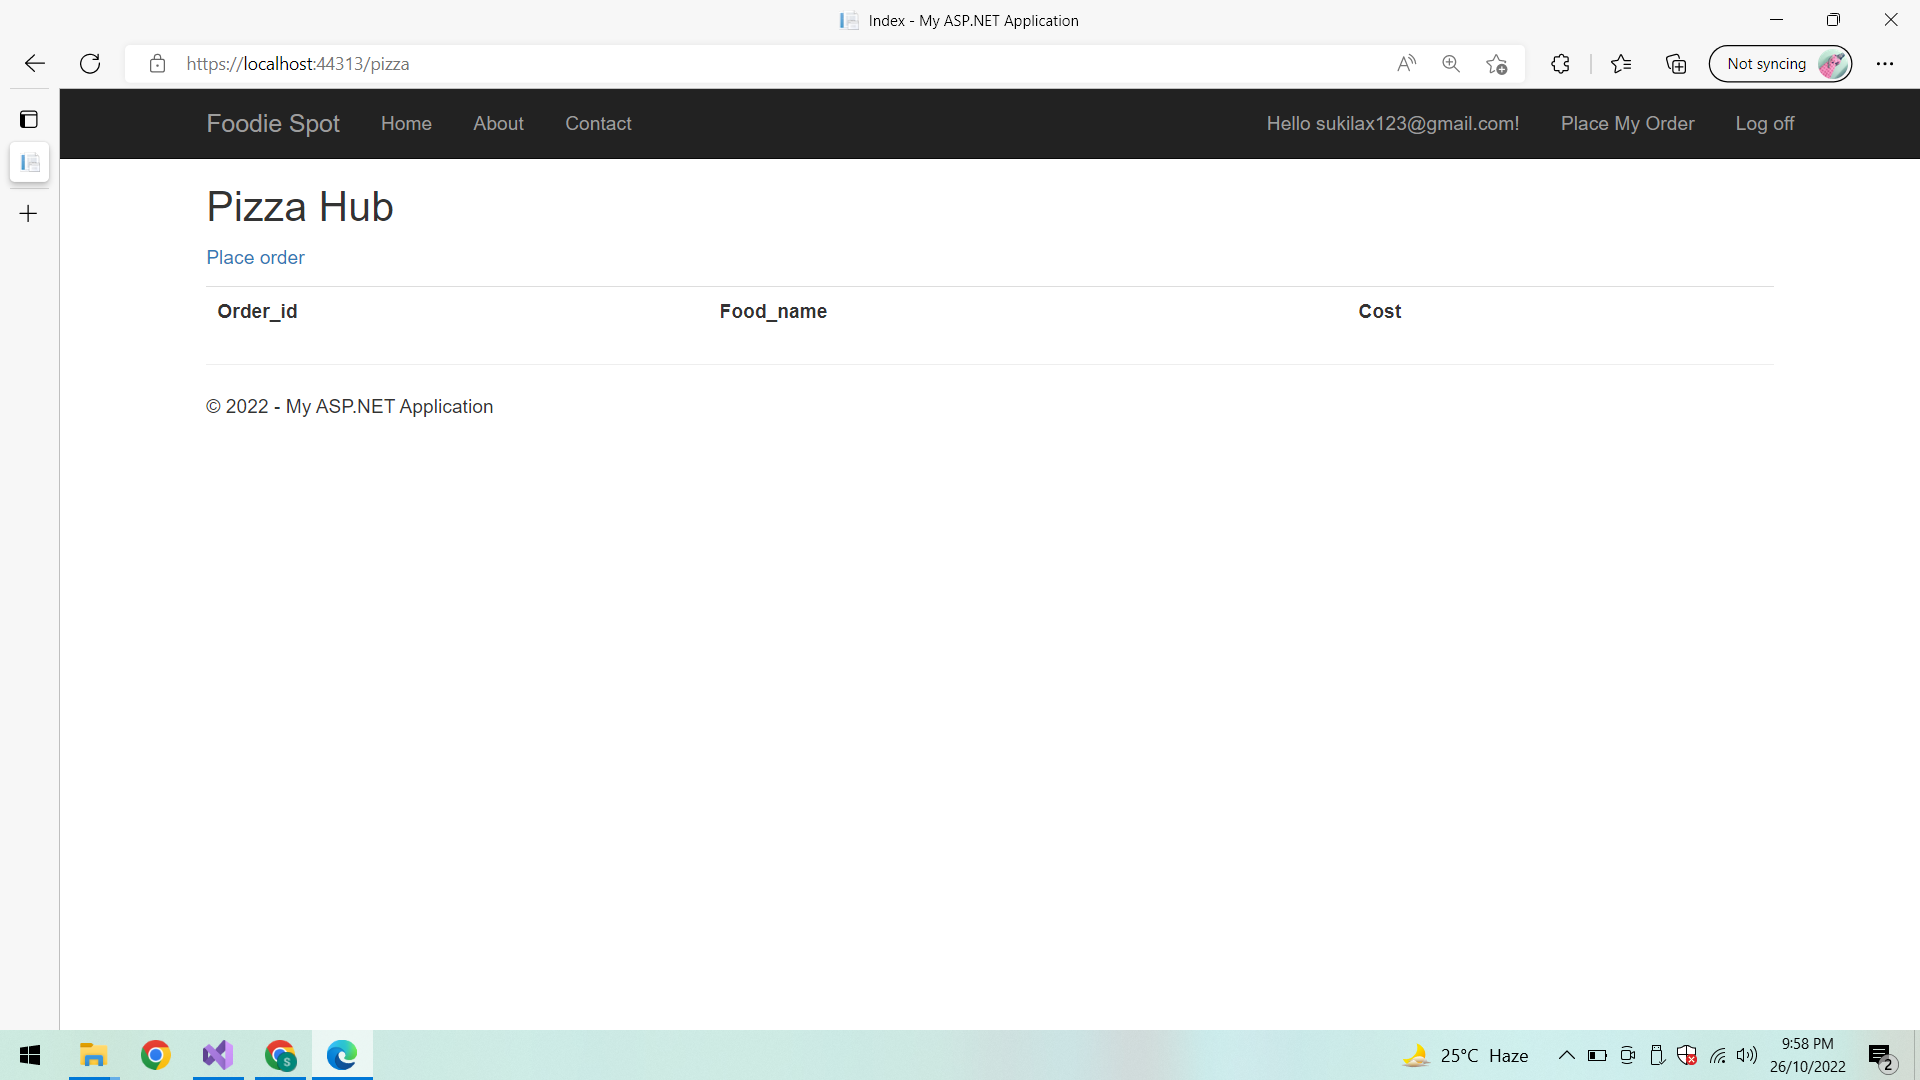 Index - My ASP.NET Application
https://localhost:44313/pizza
Not syncing
Foodie Spot Home About Contact Hello sukilax123@gmail.com! Place My Order Log off
Pizza Hub
Place order
Order_id Food_name Cost
© 2022 - My ASP.NET Application
S
25°C Haze
9:58 PM
26/10/2022
2